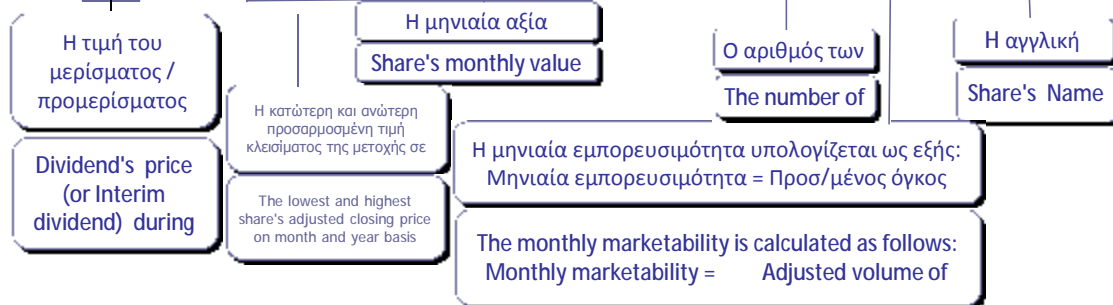 Η τιμή του
μερίσματος /
προμερίσματος
Dividend's price
(or Interim
dividend) during
Η κατώτερη και ανώτερη
προσαρμοσμένη τιμή
κλεισίματος της μετοχής σε
The lowest and highest
share's adjusted closing price
on month and year basis
Η μηνιαία αξία
Share's monthly value
Η μηνιαία εμπορευσιμότητα υπολογίζεται ως εξής:
Μηνιαία εμπορευσιμότητα = Προσ/μένος όγκος
The monthly marketability is calculated as follows:
Monthly marketability = Adjusted volume of
Ο αριθμός των
The number of
Η αγγλική
Share's Name